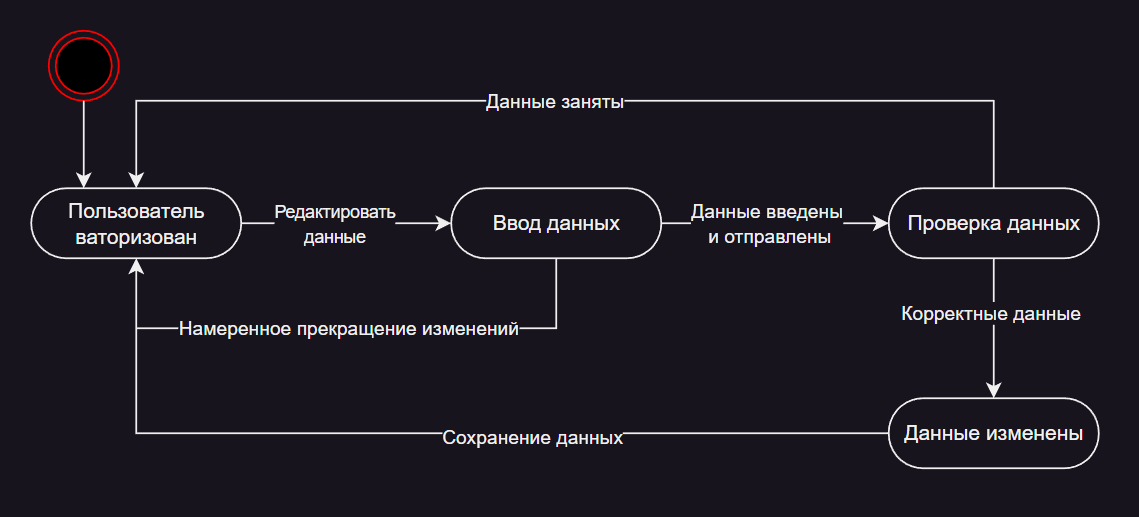 Данные заняты
Пользователь
ваторизован
Редактировать
данные
Ввод данных
Данные введены
и отправлены
Проверка данных
Намеренное прекращение изменений
Корректные данные
Сохранение данных
Данные изменены